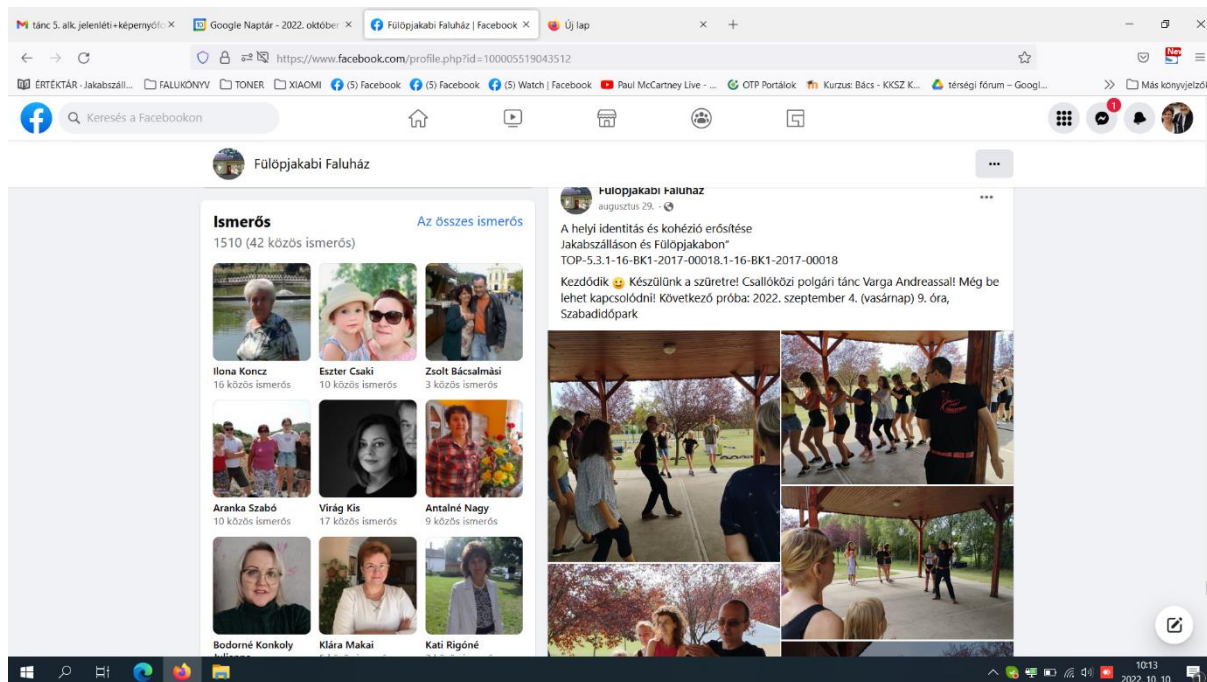 tánc 5. alk. jelenléti+képernyőfo
Google Naptár - 2022. október
Fülöpjakabi Faluház | Facebook
Új lap
https://www.facebook.com/profile.php?id=100005519043512
New
ÉRTÉKTÁR - Jakabszáll...
FALUKÖNYV
TONER
XIAOMI
(5) Facebook
(5) Facebook
(5) Watch | Facebook
Paul McCartney Live - ...
OTP Portálok
Kurzus: Bács - KKSZ K...
térségi fórum – Googl...
Más könyvjelzők
Keresés a Facebookon
1
Fülöpjakabi Faluház
Ismerős
Az összes ismerős
1510 (42 közös ismerős)
Ilona Koncz
16 közös ismerős
Eszter Csaki
10 közös ismerős
Zsolt Bácsalmàsi
3 közös ismerős
Aranka Szabó
10 közös ismerős
Virág Kis
17 közös ismerős
Antalné Nagy
9 közös ismerős
Bodorné Konkoly
Klára Makai
Kati Rigóné
Fülöpjakabi Faluház
augusztus 29. ·
A helyi identitás és kohézió erősítése
Jakabszálláson és Fülöpjakabon"
TOP-5.3.1-16-BK1-2017-00018.1-16-BK1-2017-00018
Kezdődik 😀 Készülünk a szüretre! Csallóközi polgári tánc Varga Andreassal! Még be
lehet kapcsolódni! Következő próba: 2022. szeptember 4. (vasárnap) 9. óra,
Szabadidőpark
10:13
2022. 10. 10.